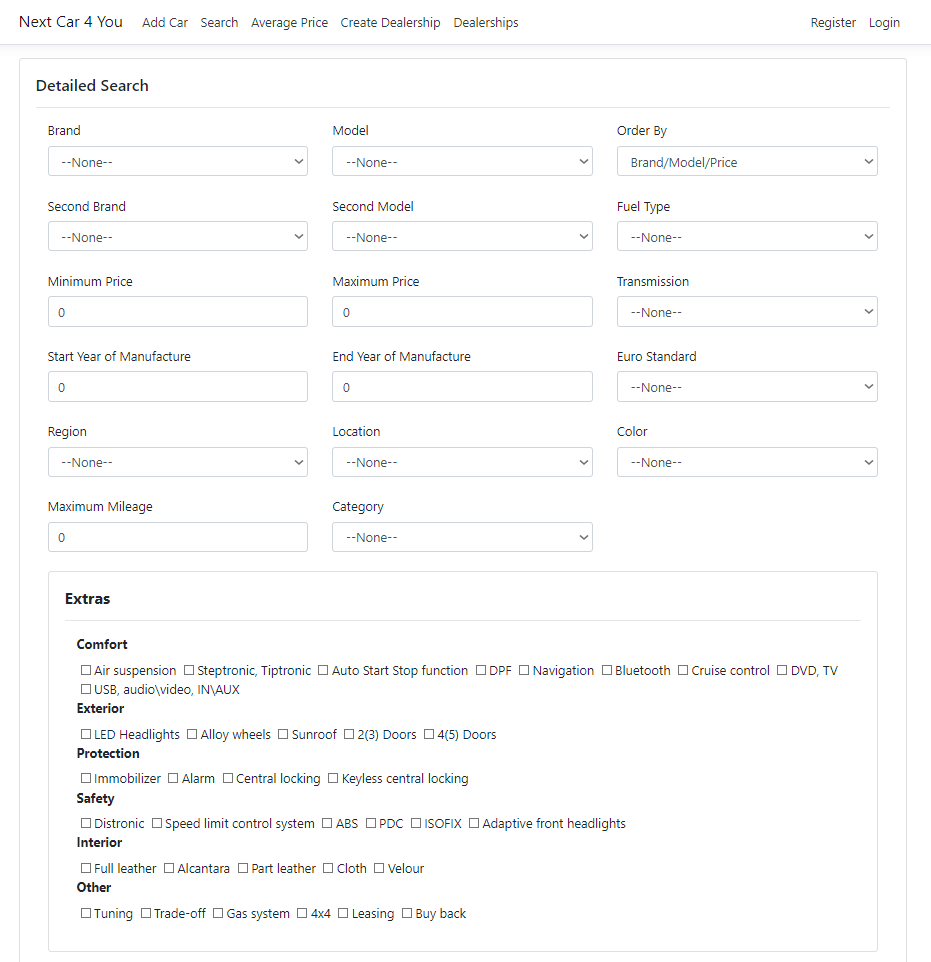 Next Car 4 You Add Car Search Average Price Create Dealership Dealerships Register Login
Detailed Search
Brand Model Order By
--None-- --None-- Brand/Model/Price
Second Brand Second Model Fuel Type
--None-- --None-- --None--
Minimum Price Maximum Price Transmission
0 0 --None--
Start Year of Manufacture End Year of Manufacture Euro Standard
0 0 --None--
Region Location Color
--None-- --None-- --None--
Maximum Mileage Category
0 --None--
Extras
Comfort
Air suspension Steptronic, Tiptronic Auto Start Stop function DPF Navigation Bluetooth Cruise control DVD, TV
USB, audio\video, IN\AUX
Exterior
LED Headlights Alloy wheels Sunroof 2(3) Doors 4(5) Doors
Protection
Immobilizer Alarm Central locking Keyless central locking
Safety
Distronic Speed limit control system ABS PDC ISOFIX Adaptive front headlights
Interior
Full leather Alcantara Part leather Cloth Velour
Other
Tuning Trade-off Gas system 4x4 Leasing Buy back